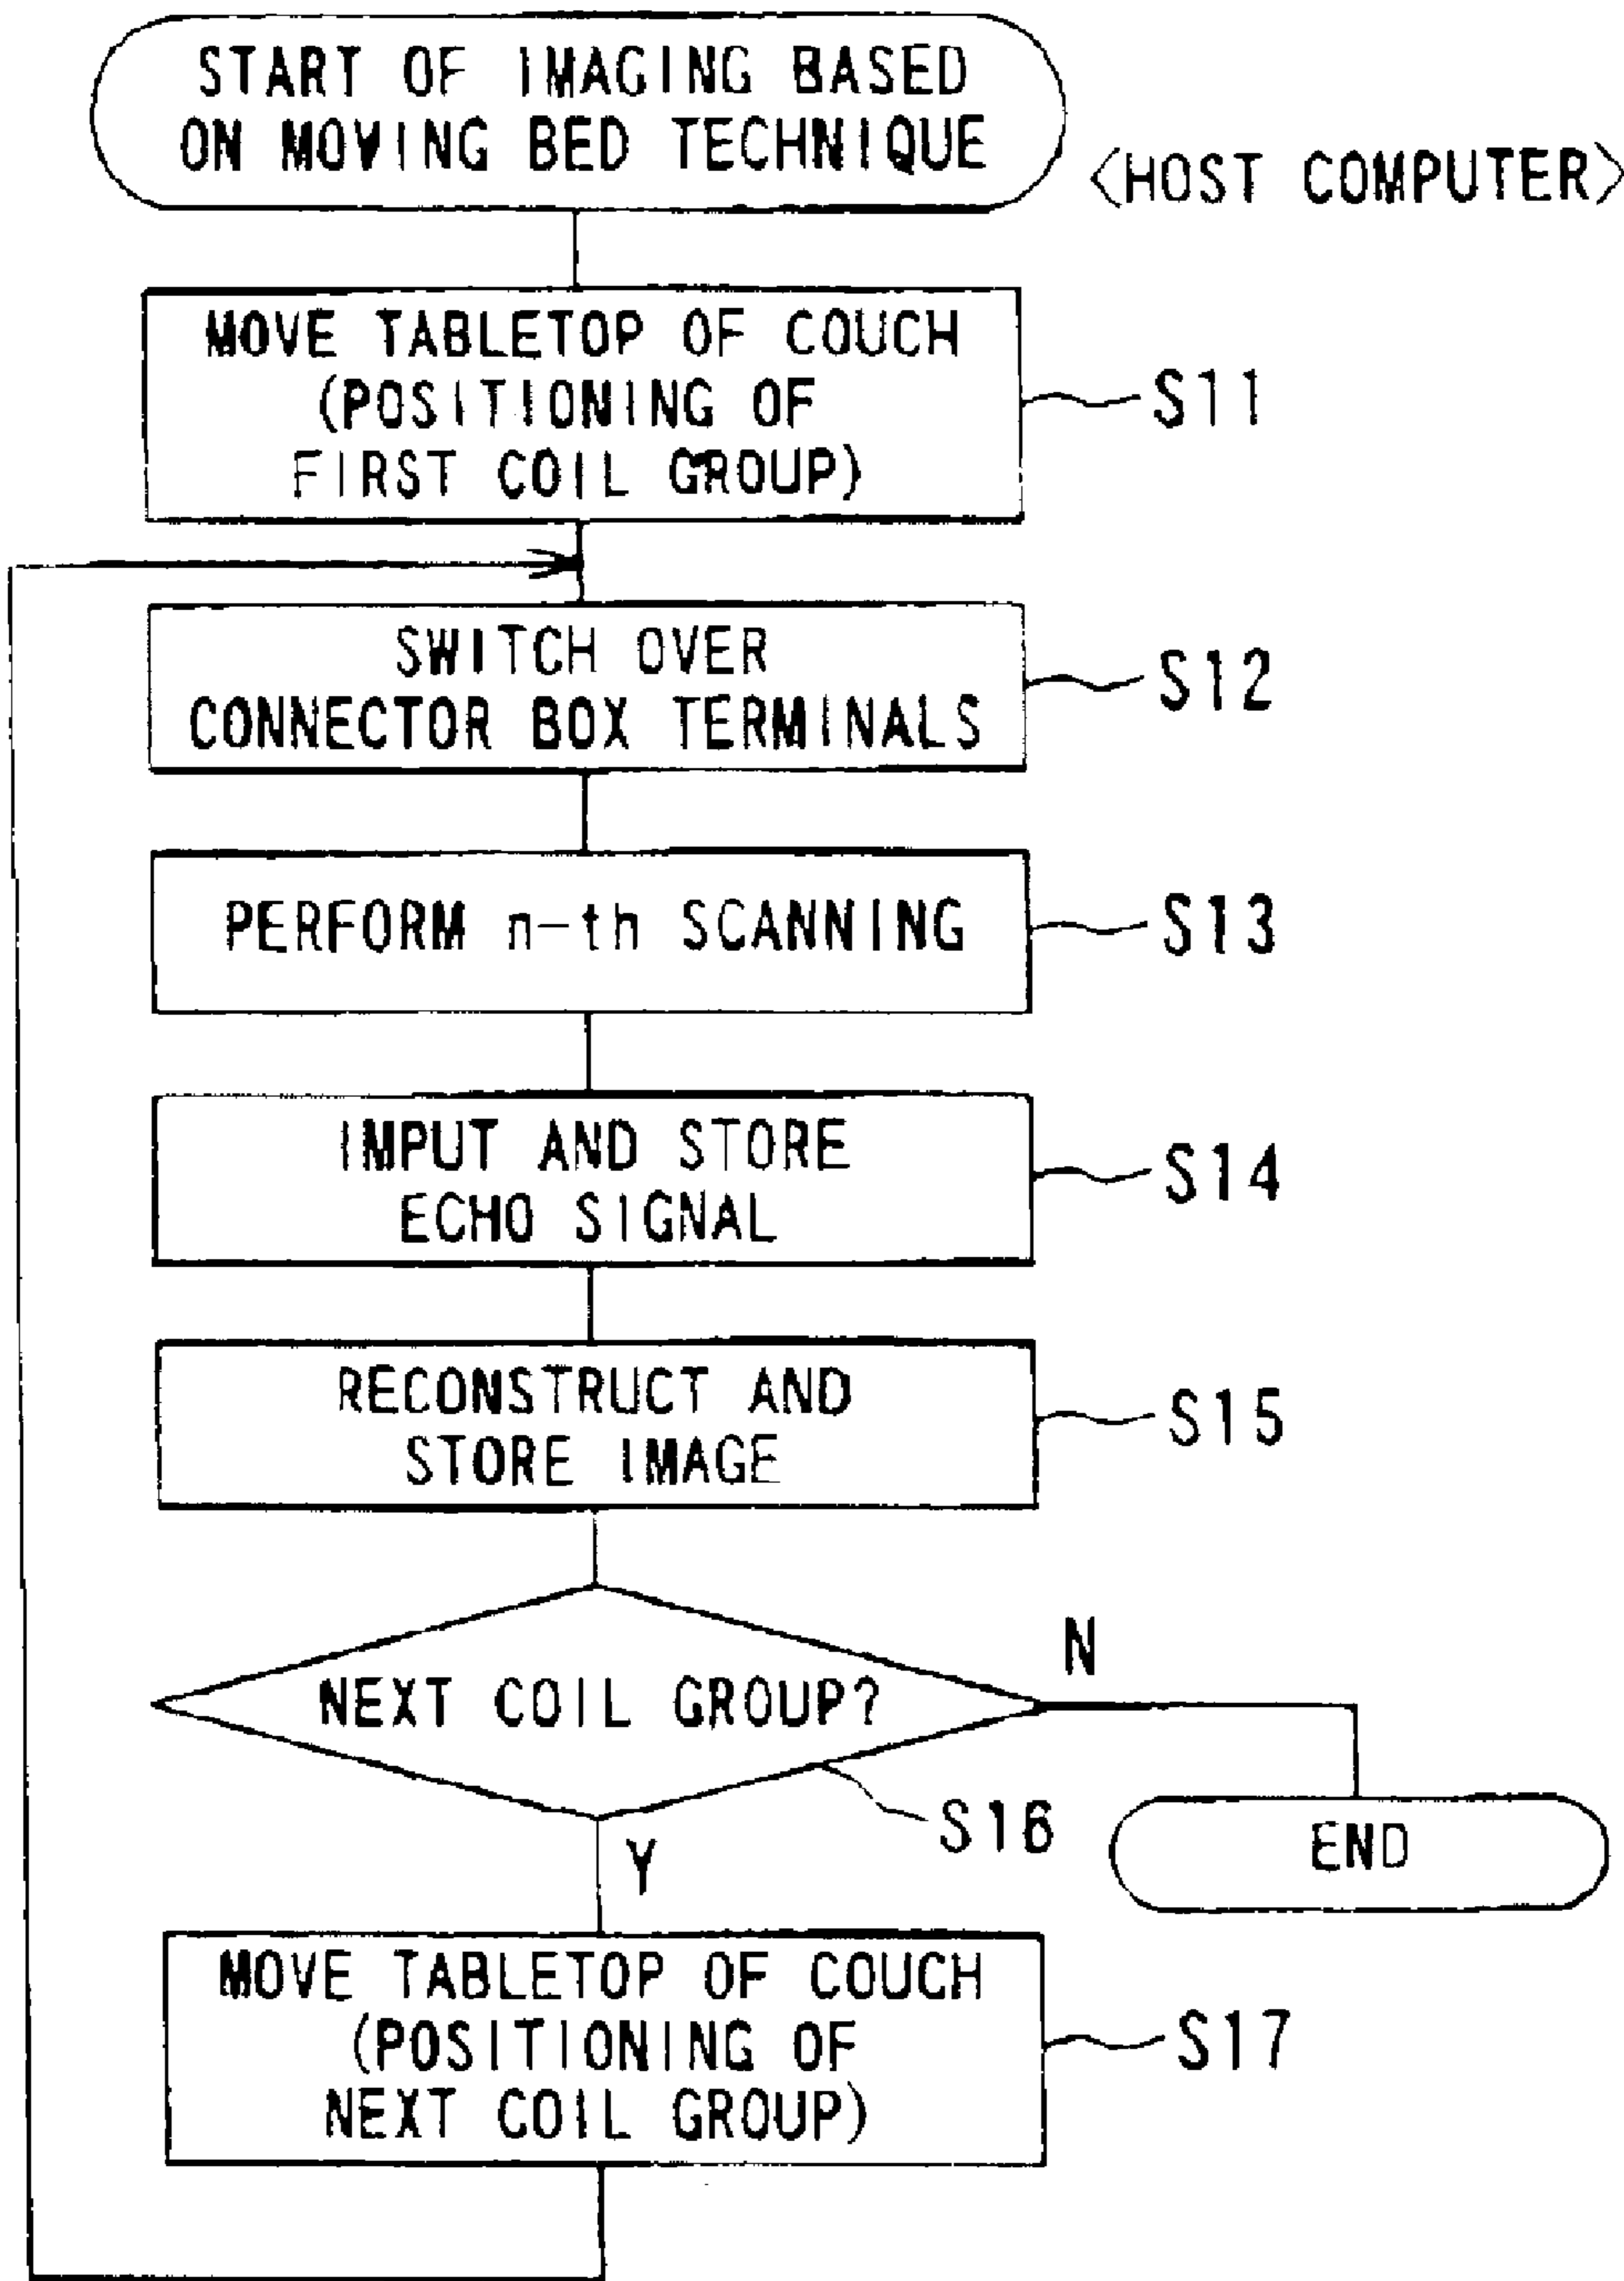 START OF IMAGING BASED
ON MOVING BED TECHNIQUE
<HOST COMPUTER>
MOVE TABLETOP OF COUCH
(POSITIONING OF
FIRST COIL GROUP)
S11
SWITCH OVER
CONNECTOR BOX TERMINALS
S12
PERFORM n-th SCANNING
S13
IMPUT AND STORE
ECHO SIGNAL
S14
RECONSTRUCT AND
STORE IMAGE
S15
NEXT COIL GROUP?
N
S16
END
Y
MOVE TABLETOP OF COUCH
(POSITIONING OF
NEXT COIL GROUP)
S17